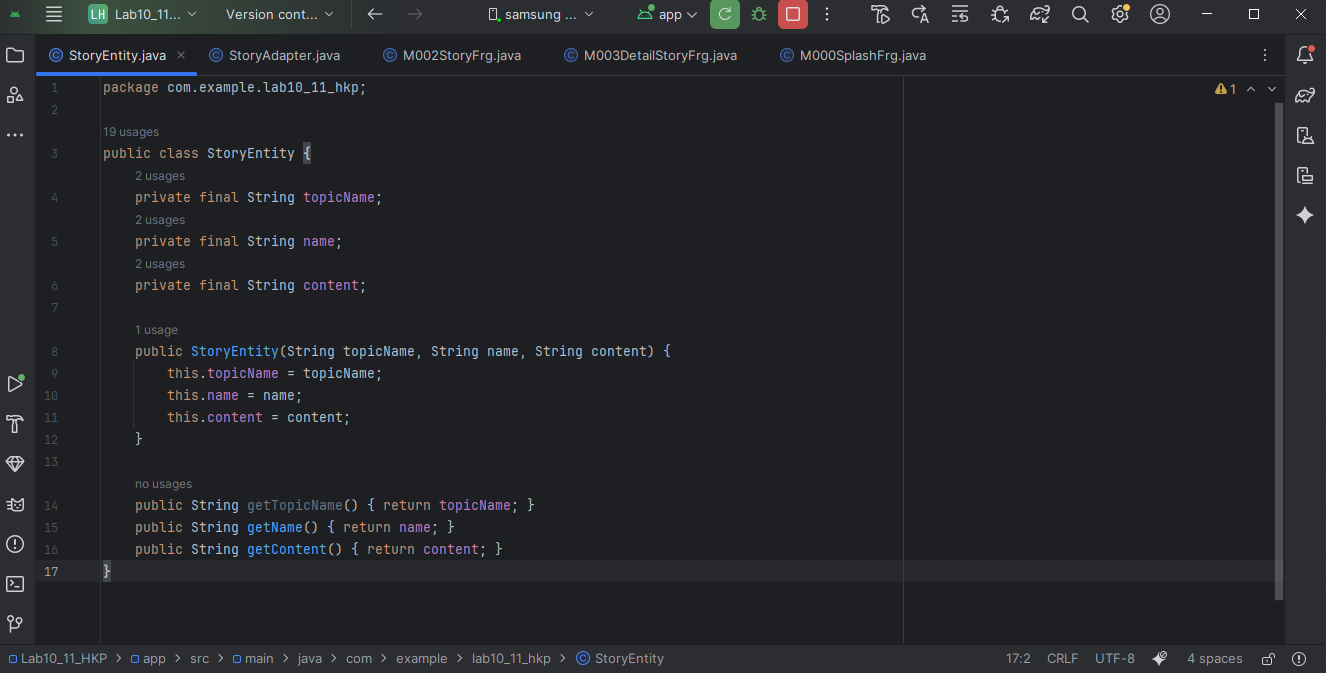 LH Lab10_11... Version cont... samsung ... app
StoryEntity.java StoryAdapter.java M002StoryFrg.java M003DetailStoryFrg.java M000SplashFrg.java
1 package com.example.lab10_11_hkp; 1
2
19 usages
3 public class StoryEntity {
2 usages
4 private final String topicName;
2 usages
5 private final String name;
2 usages
6 private final String content;
7
1 usage
8 public StoryEntity(String topicName, String name, String content) {
9 this.topicName = topicName;
10 this.name = name;
11 this.content = content;
12 }
13
no usages
14 public String getTopicName() { return topicName; }
15 public String getName() { return name; }
16 public String getContent() { return content; }
17 }
Lab10_11_HKP > app > src > main > java > com > example > lab10_11_hkp > StoryEntity 17:2 CRLF UTF-8 4 spaces